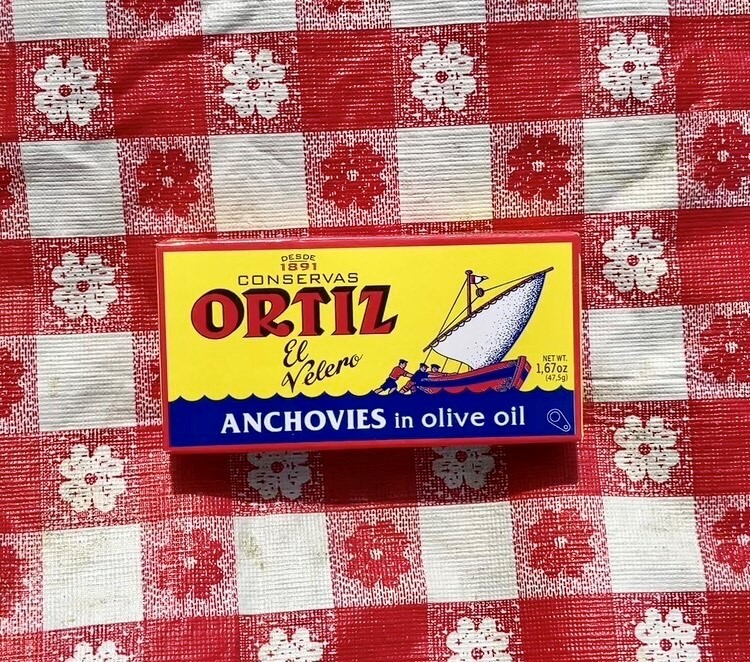 DESDE
1891
CONSERVAS
ORTIZ
El
Velero
NET WT.
1,67oz
(47,5g)
ANCHOVIES in olive oil